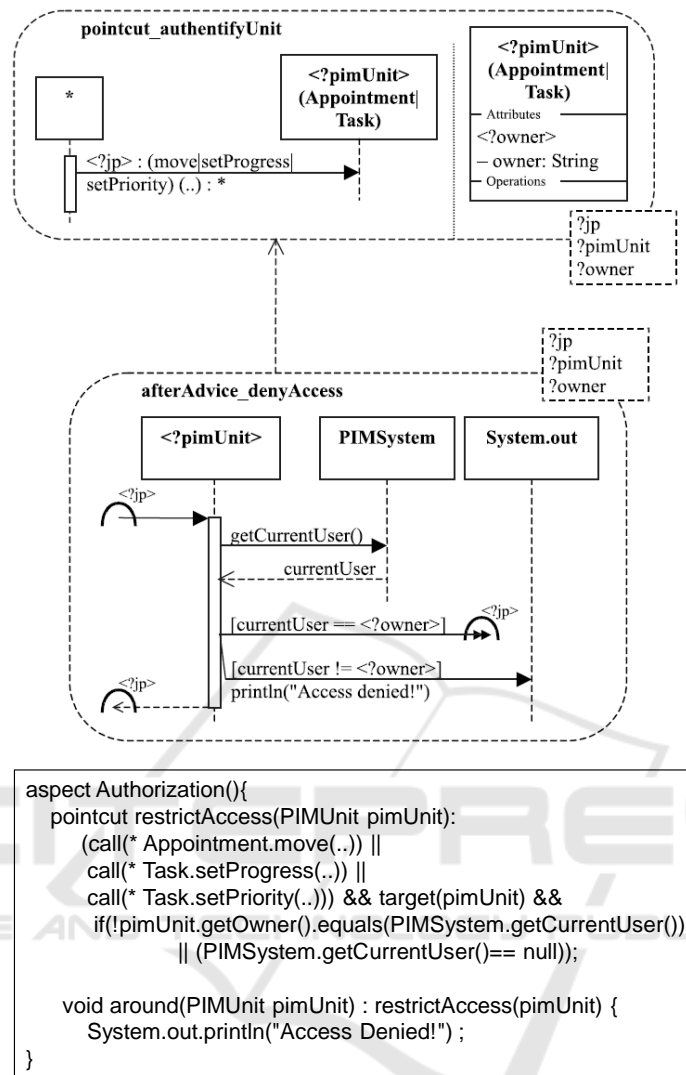 pointcut_authentifyUnit
*
<?pimUnit>
(Appointment|
Task)
<?jp> : (move|setProgress|
setPriority) (..) : *
<?pimUnit>
(Appointment|
Task)
Attributes
<?owner>
– owner: String
Operations
?jp
?pimUnit
?owner
?jp
?pimUnit
?owner
afterAdvice_denyAccess
<?pimUnit>
PIMSystem
System.out
<?jp>
getCurrentUser()
currentUser
[currentUser == <?owner>]
<?jp>
[currentUser != <?owner>]
println("Access denied!")
<?jp>
aspect Authorization(){
pointcut restrictAccess(PIMUnit pimUnit):
(call(* Appointment.move(..)) ||
call(* Task.setProgress(..)) ||
call(* Task.setPriority(..))) && target(pimUnit) &&
if(!pimUnit.getOwner().equals(PIMSystem.getCurrentUser())
|| (PIMSystem.getCurrentUser()== null));
void around(PIMUnit pimUnit) : restrictAccess(pimUnit) {
System.out.println("Access Denied!") ;
}